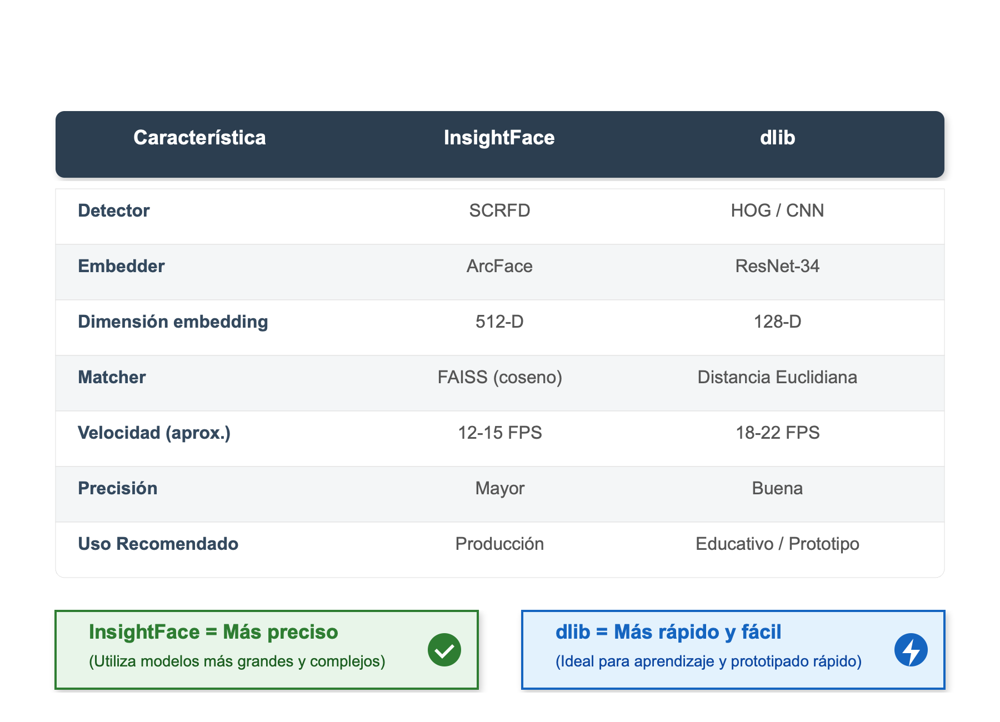 Característica InsightFace dlib
Detector SCRFD HOG / CNN
Embedder ArcFace ResNet-34
Dimensión embedding 512-D 128-D
Matcher FAISS (coseno) Distancia Euclidiana
Velocidad (aprox.) 12-15 FPS 18-22 FPS
Precisión Mayor Buena
Uso Recomendado Producción Educativo / Prototipo
InsightFace = Más preciso
(Utiliza modelos más grandes y complejos)
dlib = Más rápido y fácil
(Ideal para aprendizaje y prototipado rápido)